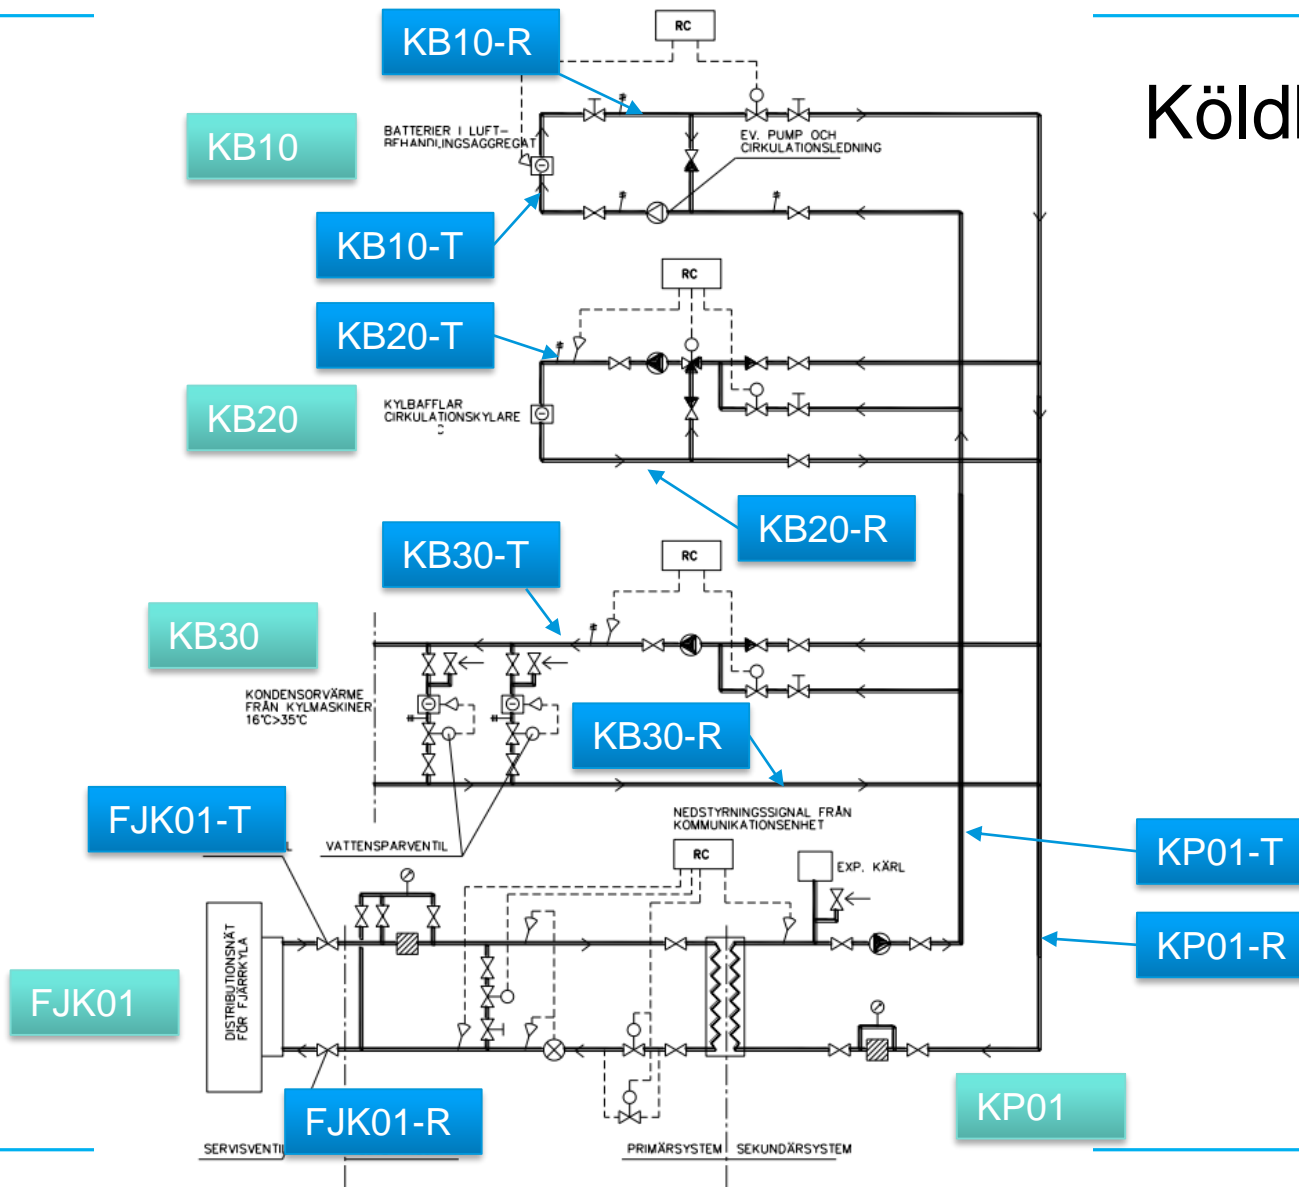 RC
KB10-R
Köld
KB10
BATTERIER I LUFT-
BEHANDLINGSAGGREGAT
EV. PUMP OCH
CIRKULATIONSLEDNING
KB10-T
RC
KB20-T
KB20
KYLBAFFLAR
CIRKULATIONSKYLARE
KB20-R
KB30-T
RC
KB30
KONDENSORVÄRME
FRÅN KYLMASKINER
16°C>35°C
KB30-R
FJK01-T
L
VATTENSPARVENTIL
NEDSTYRNINGSSIGNAL FRÅN
KOMMUNIKATIONSENHET
RC
EXP. KÄRL
KP01-T
KP01-R
DISTRIBUTIONSNÄT
FÖR FJÄRRKYLA
FJK01
FJK01-R
KP01
SERVISVENTI
PRIMÄRSYSTEM
SEKUNDÄRSYSTEM